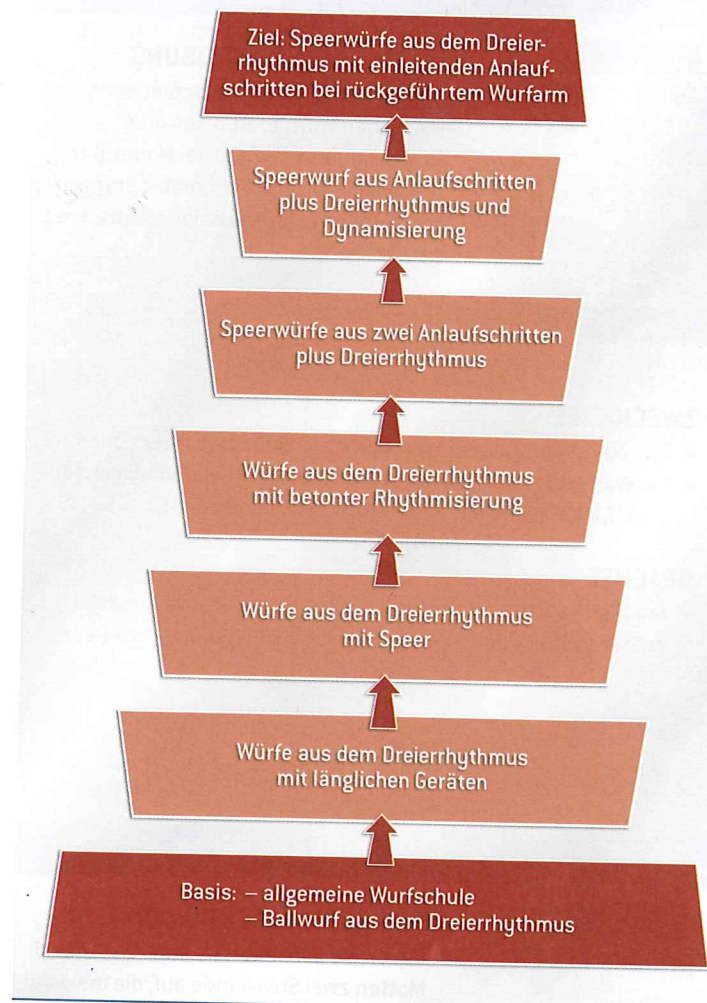 Ziel: Speerwürfe aus dem Dreier-
rhythmus mit einleitenden Anlauf-
schritten bei rückgeführtem Wurfarm
Speerwurf aus Anlaufschritten
plus Dreierrhythmus und
Dynamisierung
Speerwürfe aus zwei Anlaufschritten
plus Dreierrhythmus
Würfe aus dem Dreierrhythmus
mit betonter Rhythmisierung
Würfe aus dem Dreierrhythmus
mit Speer
Würfe aus dem Dreierrhythmus
mit länglichen Geräten
Basis: – allgemeine Wurfschule
– Ballwurf aus dem Dreierrhythmus